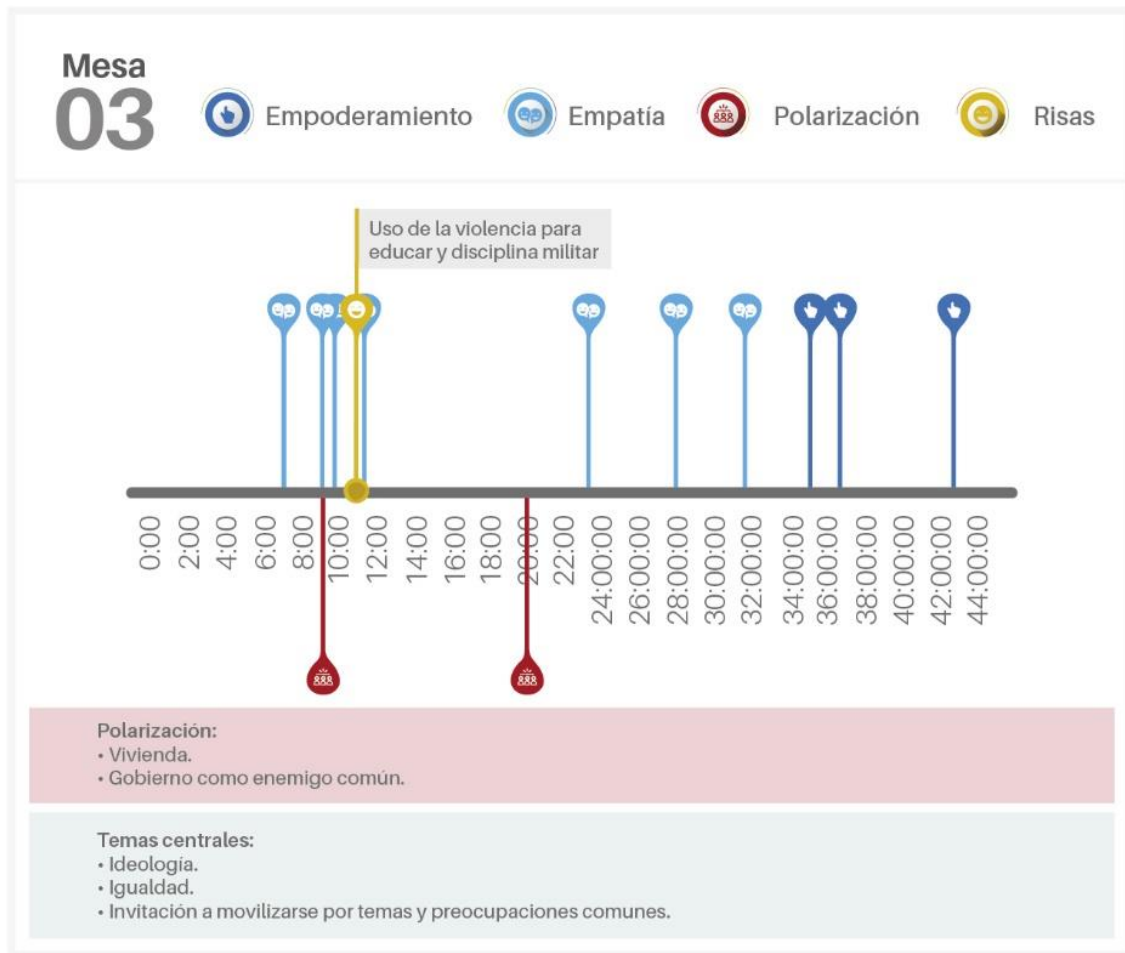 Mesa
03
Empoderamiento
Empatía
Polarización
Risas
Uso de la violencia para
educar y disciplina militar
0:00
2:00
4:00
6:00
8:00
10:00
12:00
14:00
16:00
18:00
20:00
22:00
24:00:00
26:00:00
28:00:00
30:00:00
32:00:00
34:00:00
36:00:00
38:00:00
40:00:00
42:00:00
44:00:00
Polarización:
• Vivienda.
• Gobierno como enemigo común.
Temas centrales:
• Ideología.
• Igualdad.
• Invitación a movilizarse por temas y preocupaciones comunes.